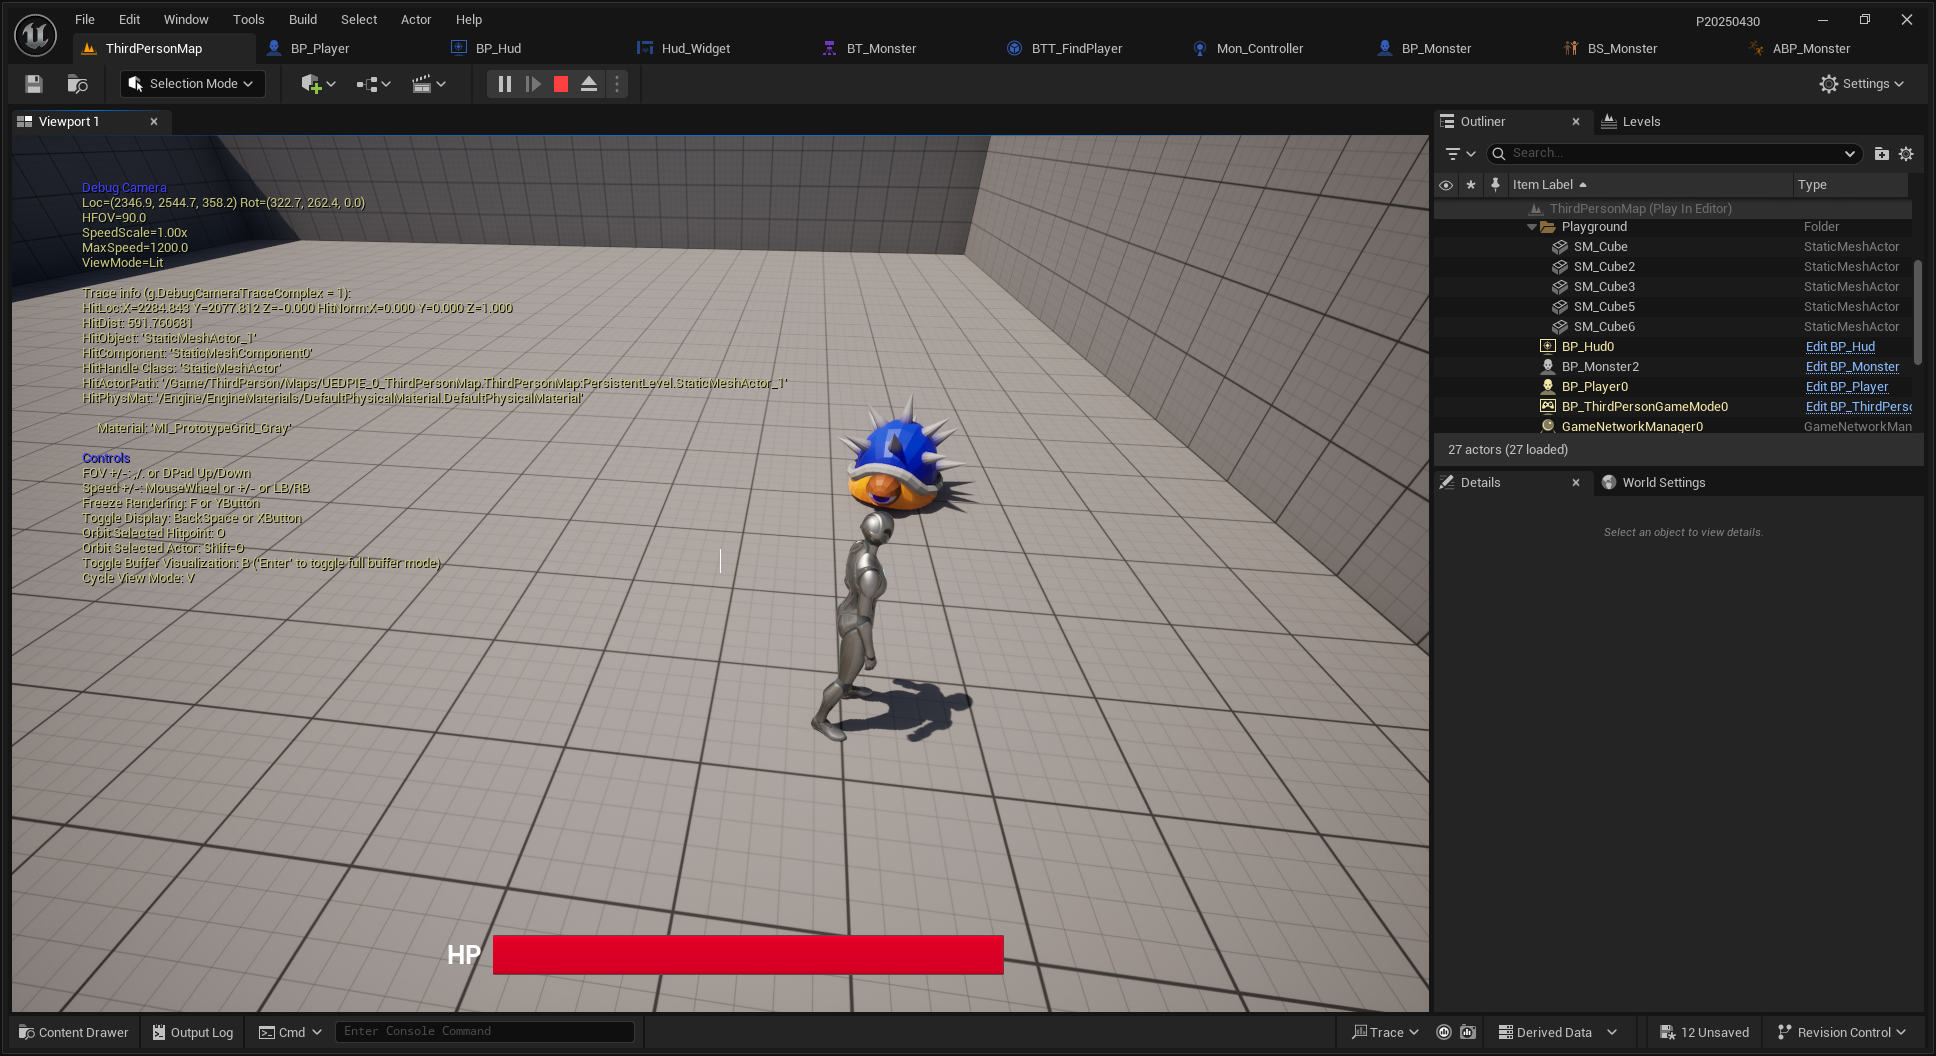 File Edit Window Tools Build Select Actor Help
P20250430
ThirdPersonMap BP_Player BP_Hud Hud_Widget BT_Monster BTT_FindPlayer Mon_Controller BP_Monster BS_Monster ABP_Monster
Selection Mode
Settings
Viewport 1
Debug Camera
Loc=(2346.9, 2544.7, 358.2) Rot=(322.7, 262.4, 0.0)
HFOV=90.0
SpeedScale=1.00x
MaxSpeed=1200.0
ViewMode=Lit
Trace info (g.DebugCameraTraceComplex = 1):
HitLoc:X=2284.843 Y=2077.812 Z=-0.000 HitNorm:X=0.000 Y=0.000 Z=1.000
HitDist: 591.760681
HitObject: 'StaticMeshActor_1'
HitComponent: 'StaticMeshComponent0'
HitHandle Class: 'StaticMeshActor'
HitActorPath: '/Game/ThirdPerson/Maps/UEDPIE_0_ThirdPersonMap.ThirdPersonMap:PersistentLevel.StaticMeshActor_1'
HitPhysMat: '/Engine/EngineMaterials/DefaultPhysicalMaterial.DefaultPhysicalMaterial'
Material: 'MI_PrototypeGrid_Gray'
Controls
FOV +/-: ,/. or DPad Up/Down
Speed +/-: MouseWheel or +/- or LB/RB
Freeze Rendering: F or YButton
Toggle Display: BackSpace or XButton
Orbit Selected Hitpoint: O
Orbit Selected Actor: Shift-O
Toggle Buffer Visualization: B ('Enter' to toggle full buffer mode)
Cycle View Mode: V
HP
Outliner Levels
Search...
Item Label Type
ThirdPersonMap (Play In Editor)
Playground Folder
SM_Cube StaticMeshActor
SM_Cube2 StaticMeshActor
SM_Cube3 StaticMeshActor
SM_Cube5 StaticMeshActor
SM_Cube6 StaticMeshActor
BP_Hud0 Edit BP_Hud
BP_Monster2 Edit BP_Monster
BP_Player0 Edit BP_Player
BP_ThirdPersonGameMode0 Edit BP_ThirdPerso
GameNetworkManager0 GameNetworkMan
27 actors (27 loaded)
Details World Settings
Select an object to view details.
Content Drawer Output Log Cmd Enter Console Command Trace Derived Data 12 Unsaved Revision Control